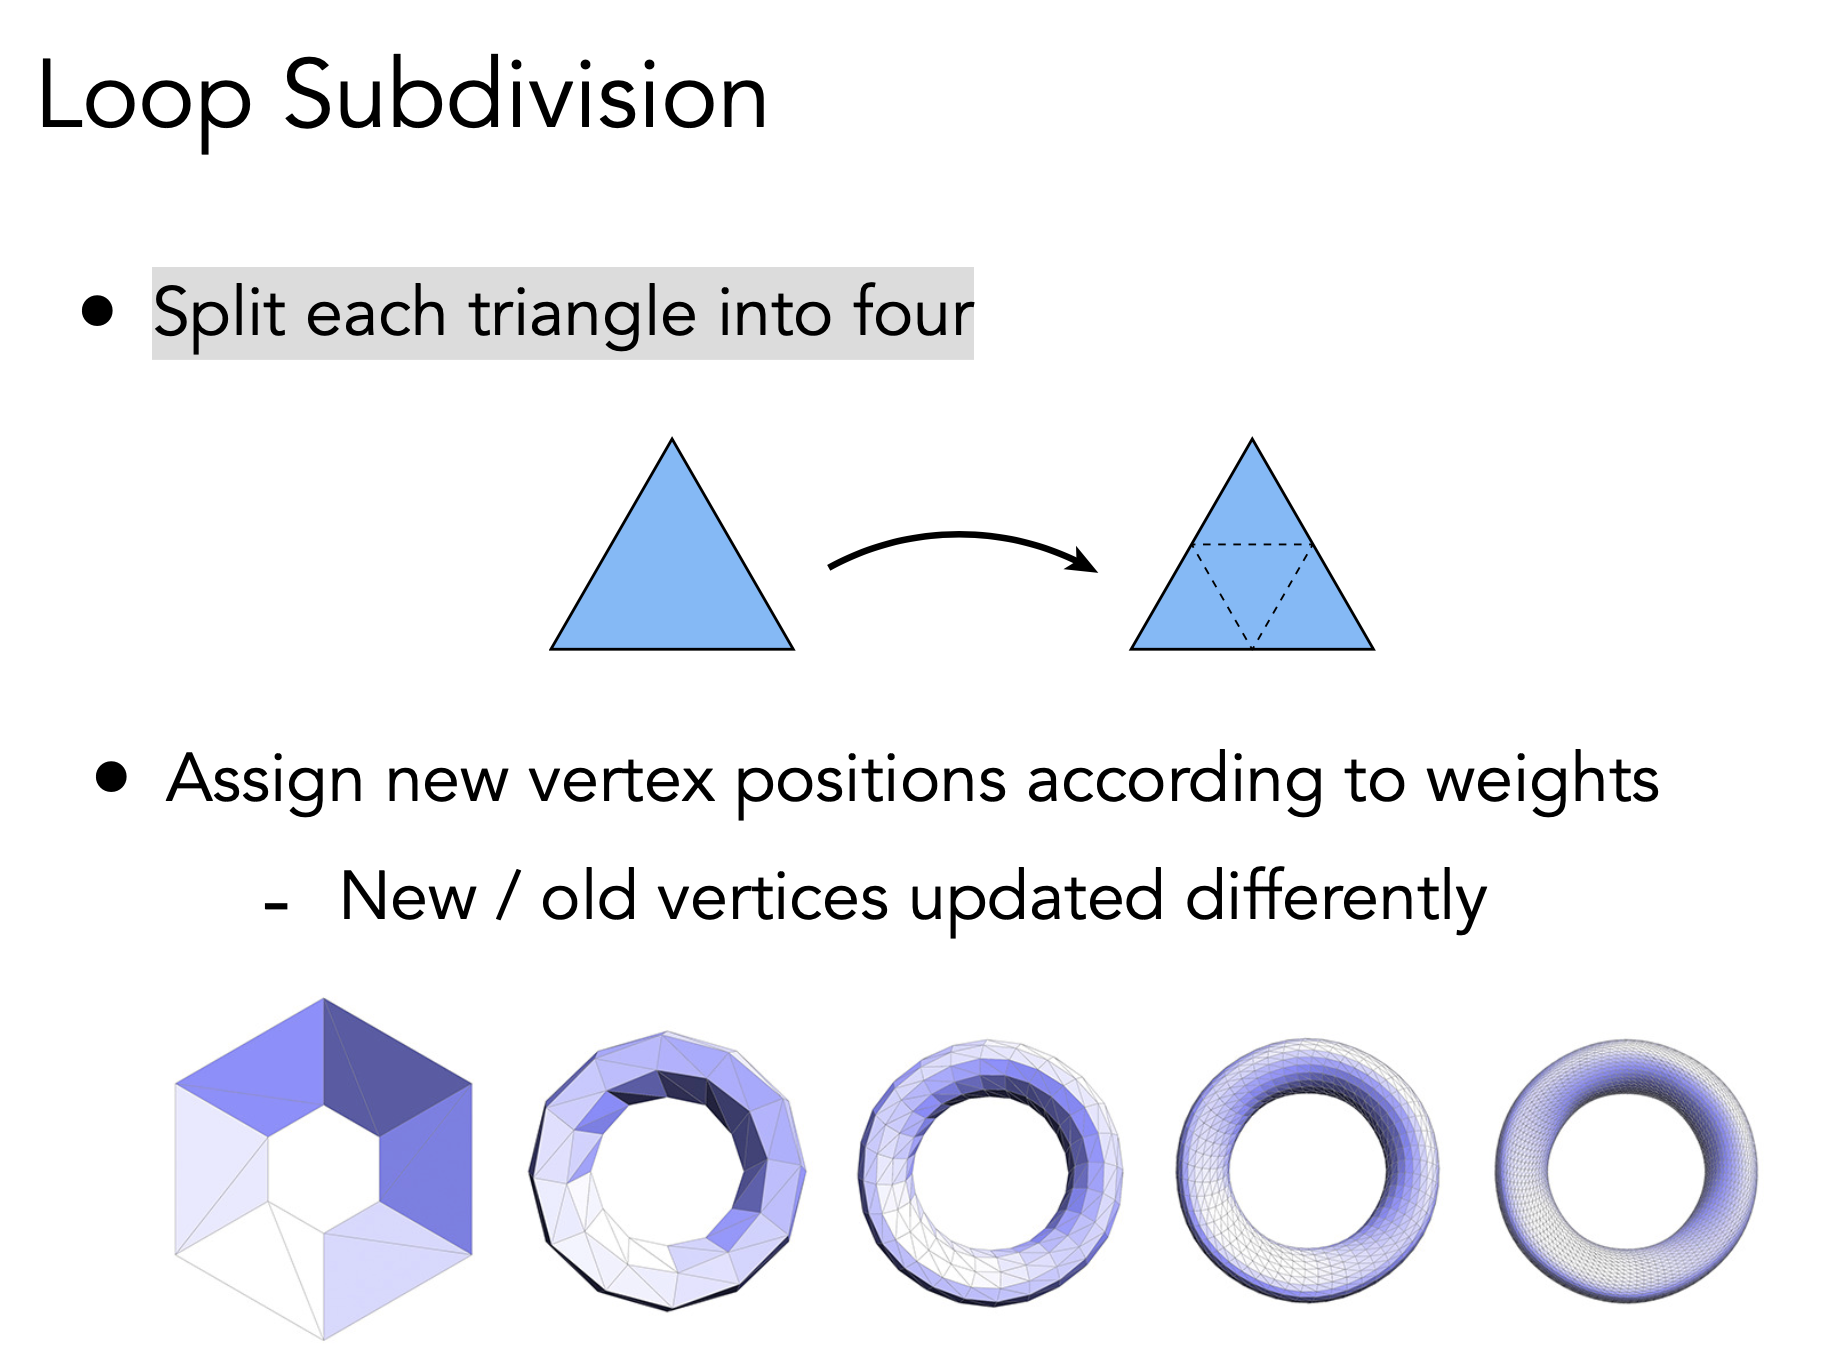 Loop Subdivision
• Split each triangle into four
• Assign new vertex positions according to weights
- New / old vertices updated differently